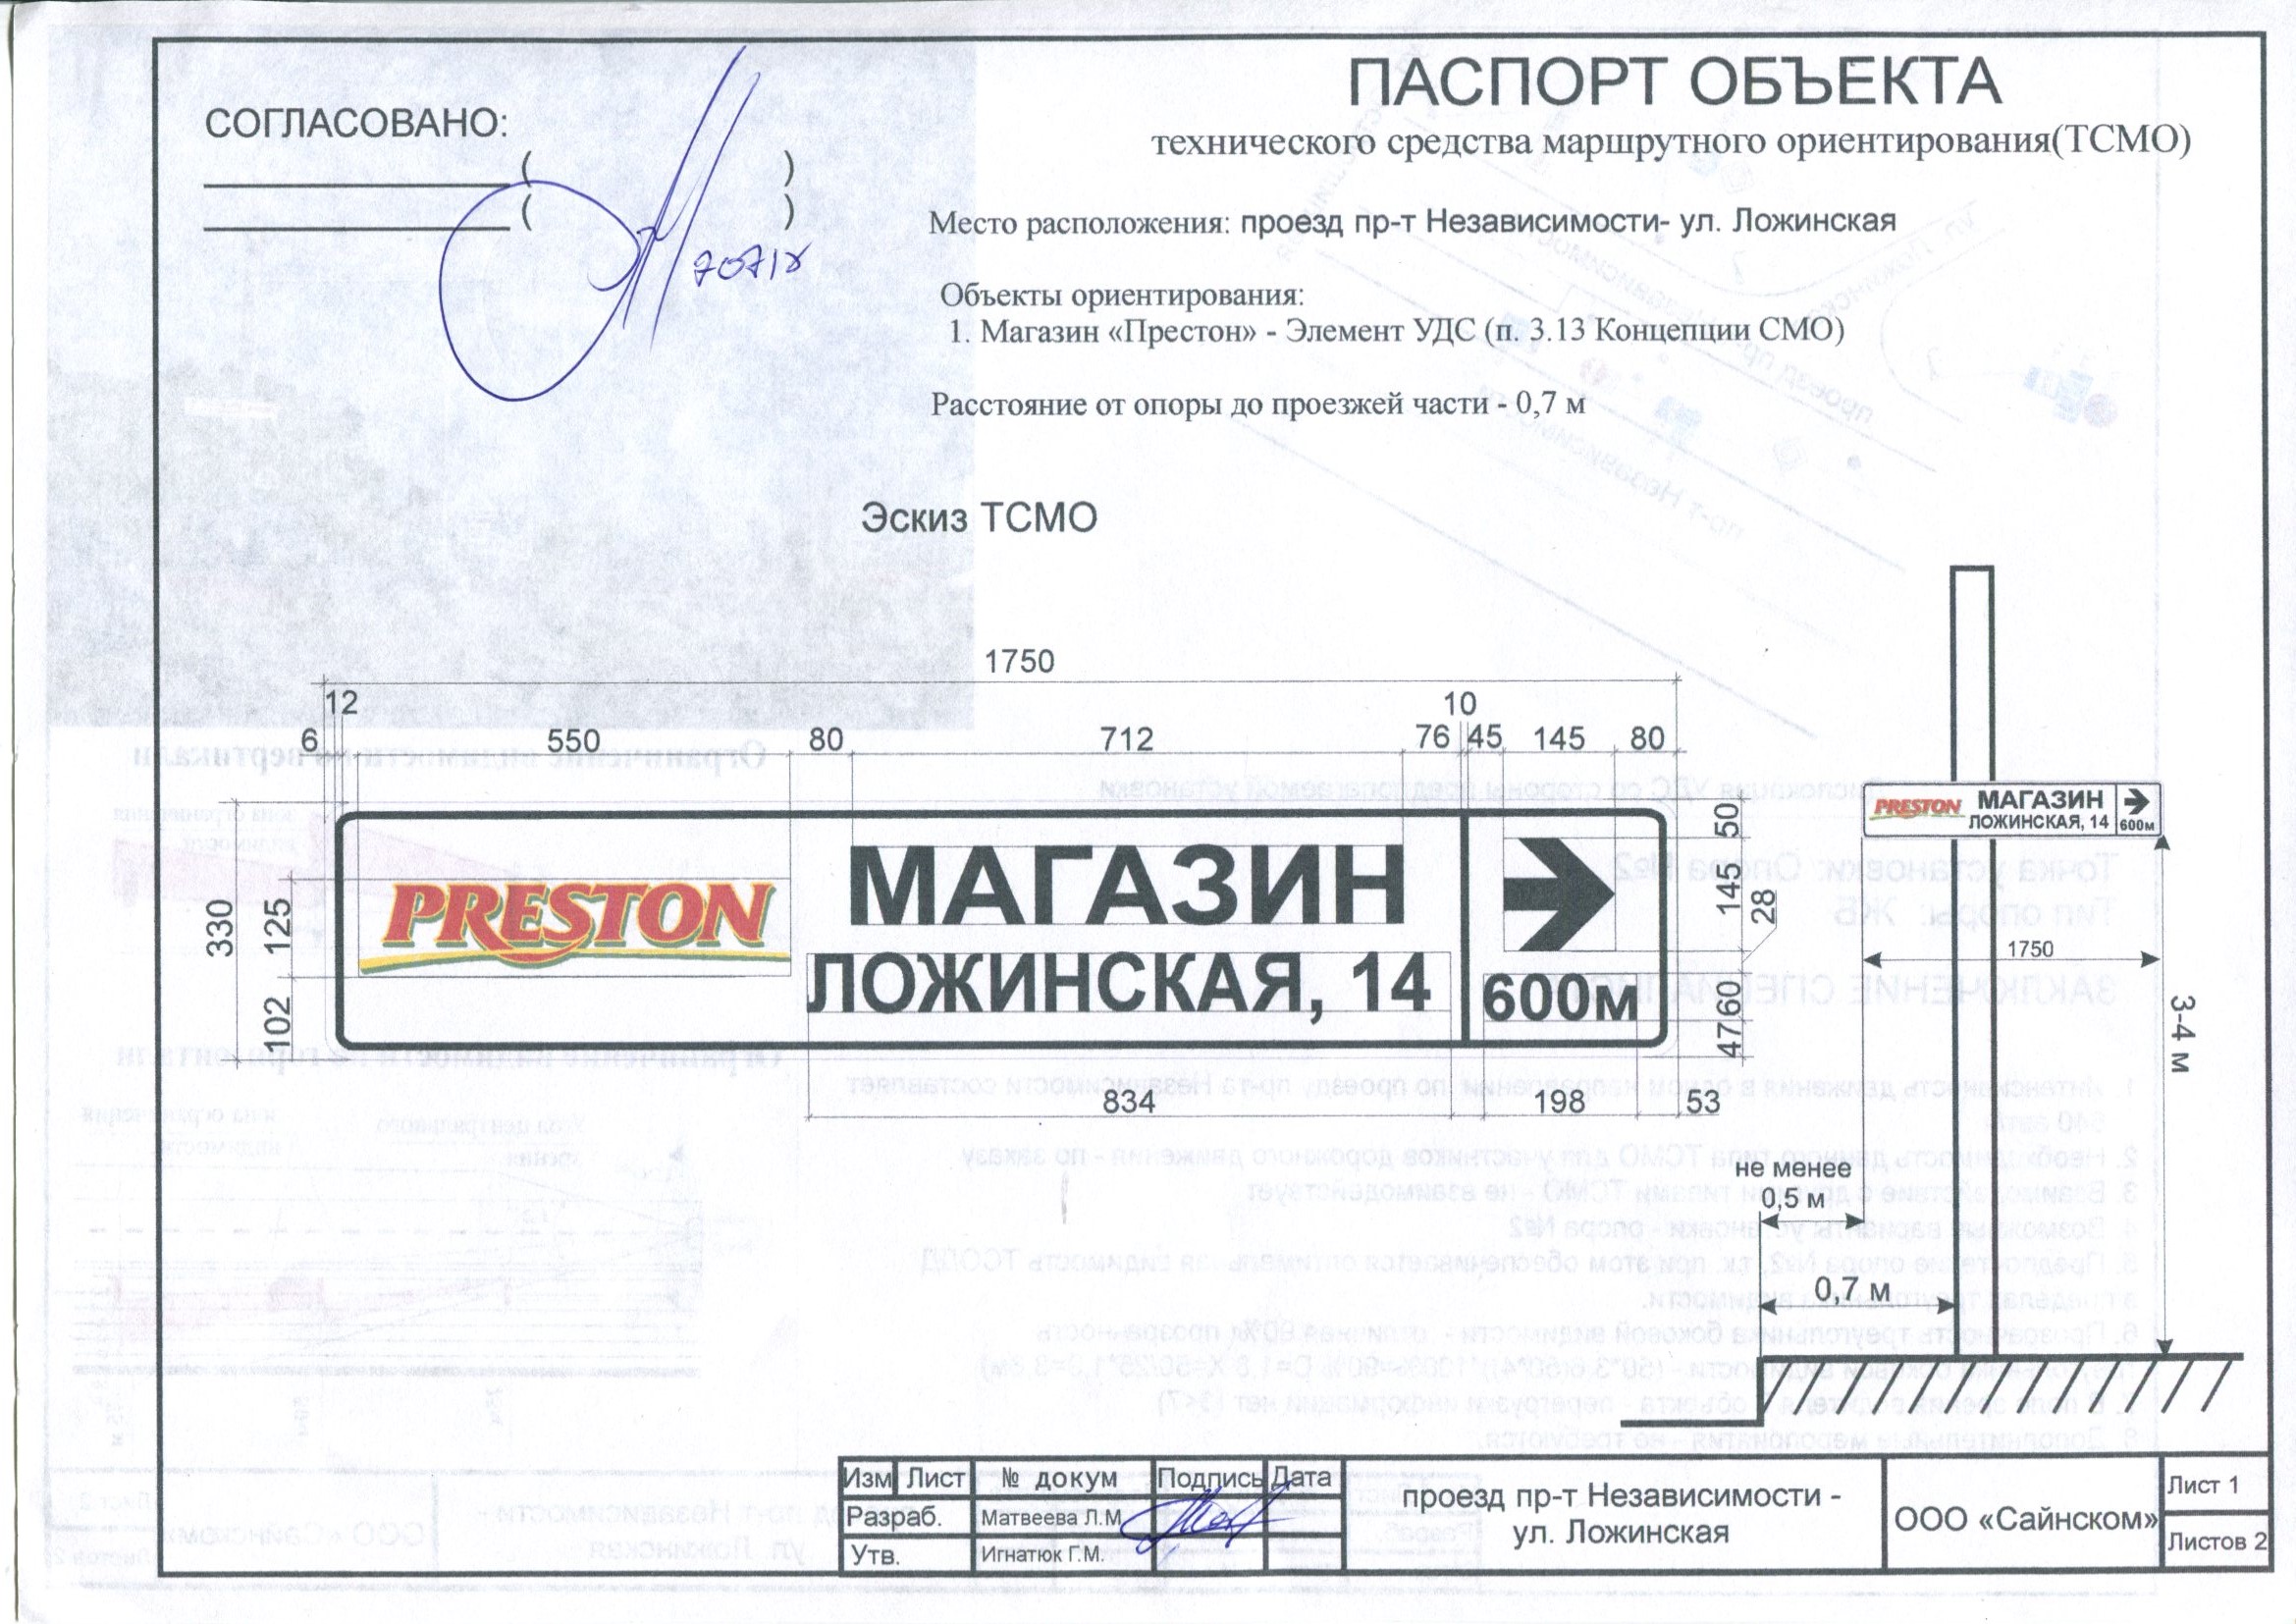 ПАСПОРТ ОБЪЕКТА
технического средства маршрутного ориентирования(ТСМО)
СОГЛАСОВАНО:
( )
( )
Место расположения: проезд пр-т Независимости- ул. Ложинская
Объекты ориентирования:
1. Магазин «Престон» - Элемент УДС (п. 3.13 Концепции СМО)
Расстояние от опоры до проезжей части - 0,7 м
Эскиз ТСМО
1750
12 10
6 550 80 712 76 45 145 80
330 125 102
PRESTON
МАГАЗИН
ЛОЖИНСКАЯ, 14
600м
50 145 28 60 47
834 198 53
PRESTON МАГАЗИН
ЛОЖИНСКАЯ, 14 600м
1750
3-4 м
не менее
0,5 м
0,7 м
Изм Лист № докум Подпись Дата
Разраб. Матвеева Л.М
Утв. Игнатюк Г.М.
проезд пр-т Независимости -
ул. Ложинская
ООО «Сайнском»
Лист 1
Листов 2